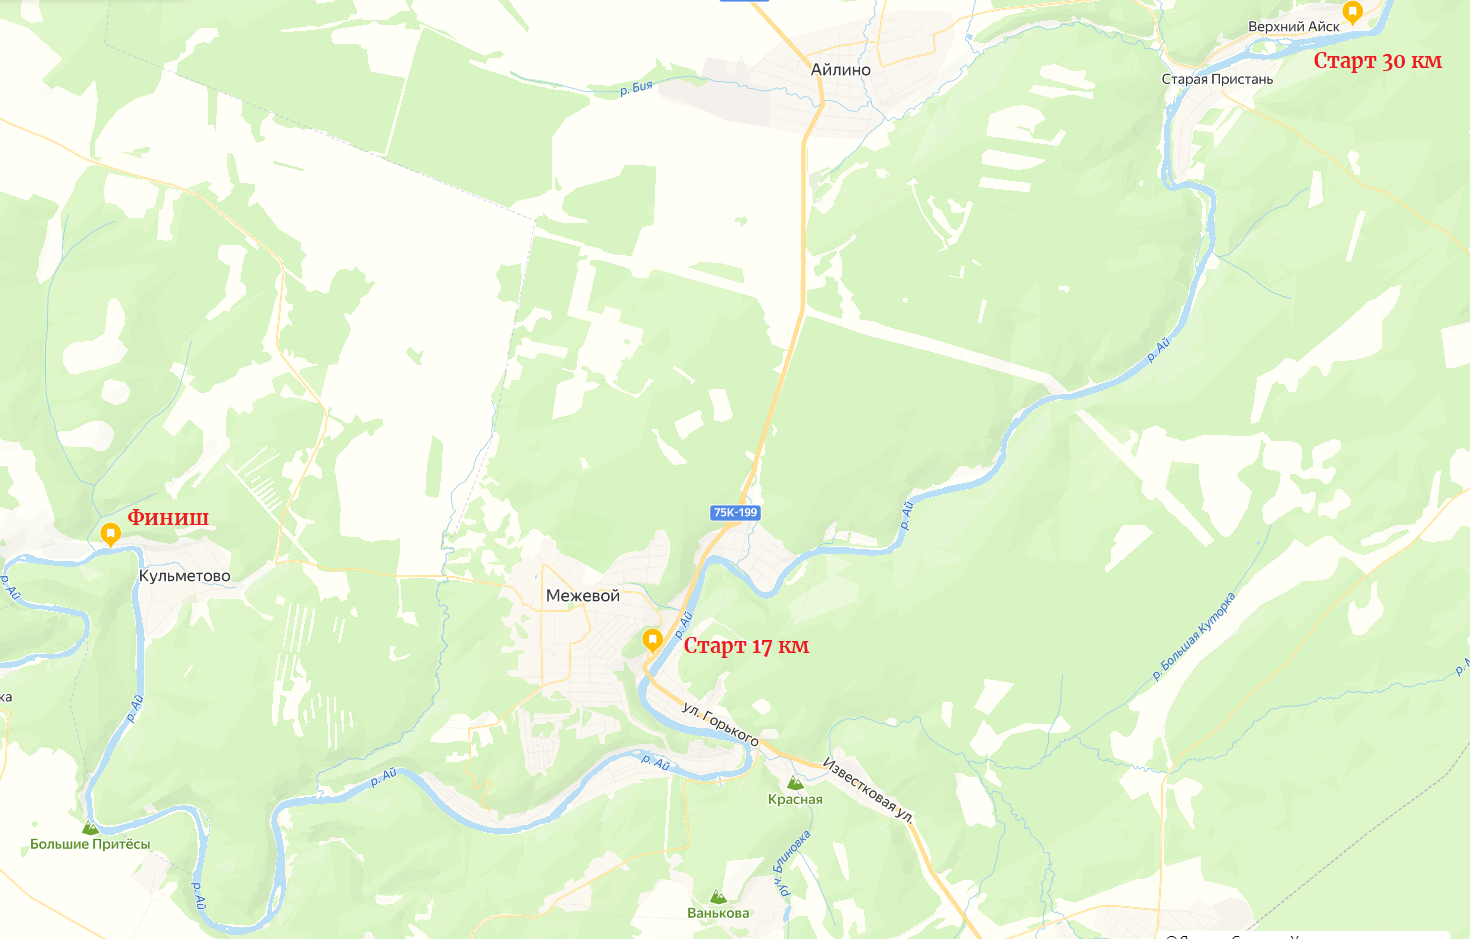 Верхний Айск
Старт 30 км
Айлино
Старая Пристань
р. Бия
р. Ай
75К-199
р. Ай
Финиш
Кульметово
р. Ай
Межевой
р. Ай
Старт 17 км
р. Большая Куторка
ка
р. Ай
ул. Горького
р. Ай
р. Ай
Известковая ул.
Красная
Большие Притёсы
руч. Блиновка
р. Ай
Ванькова